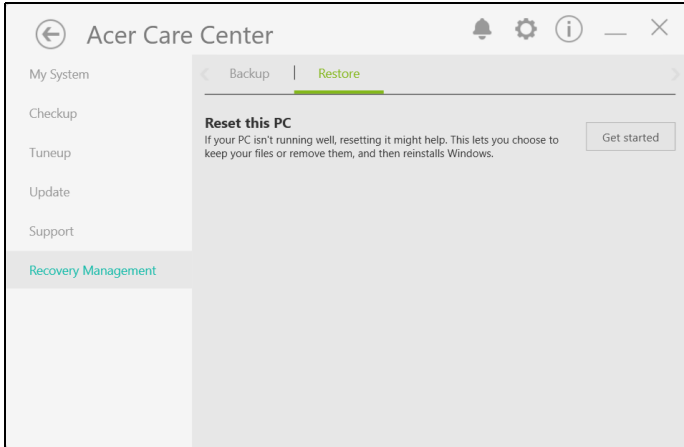 Acer Care Center
My System
Checkup
Tuneup
Update
Support
Recovery Management
Backup | Restore
Reset this PC
If your PC isn't running well, resetting it might help. This lets you choose to
keep your files or remove them, and then reinstalls Windows.
Get started